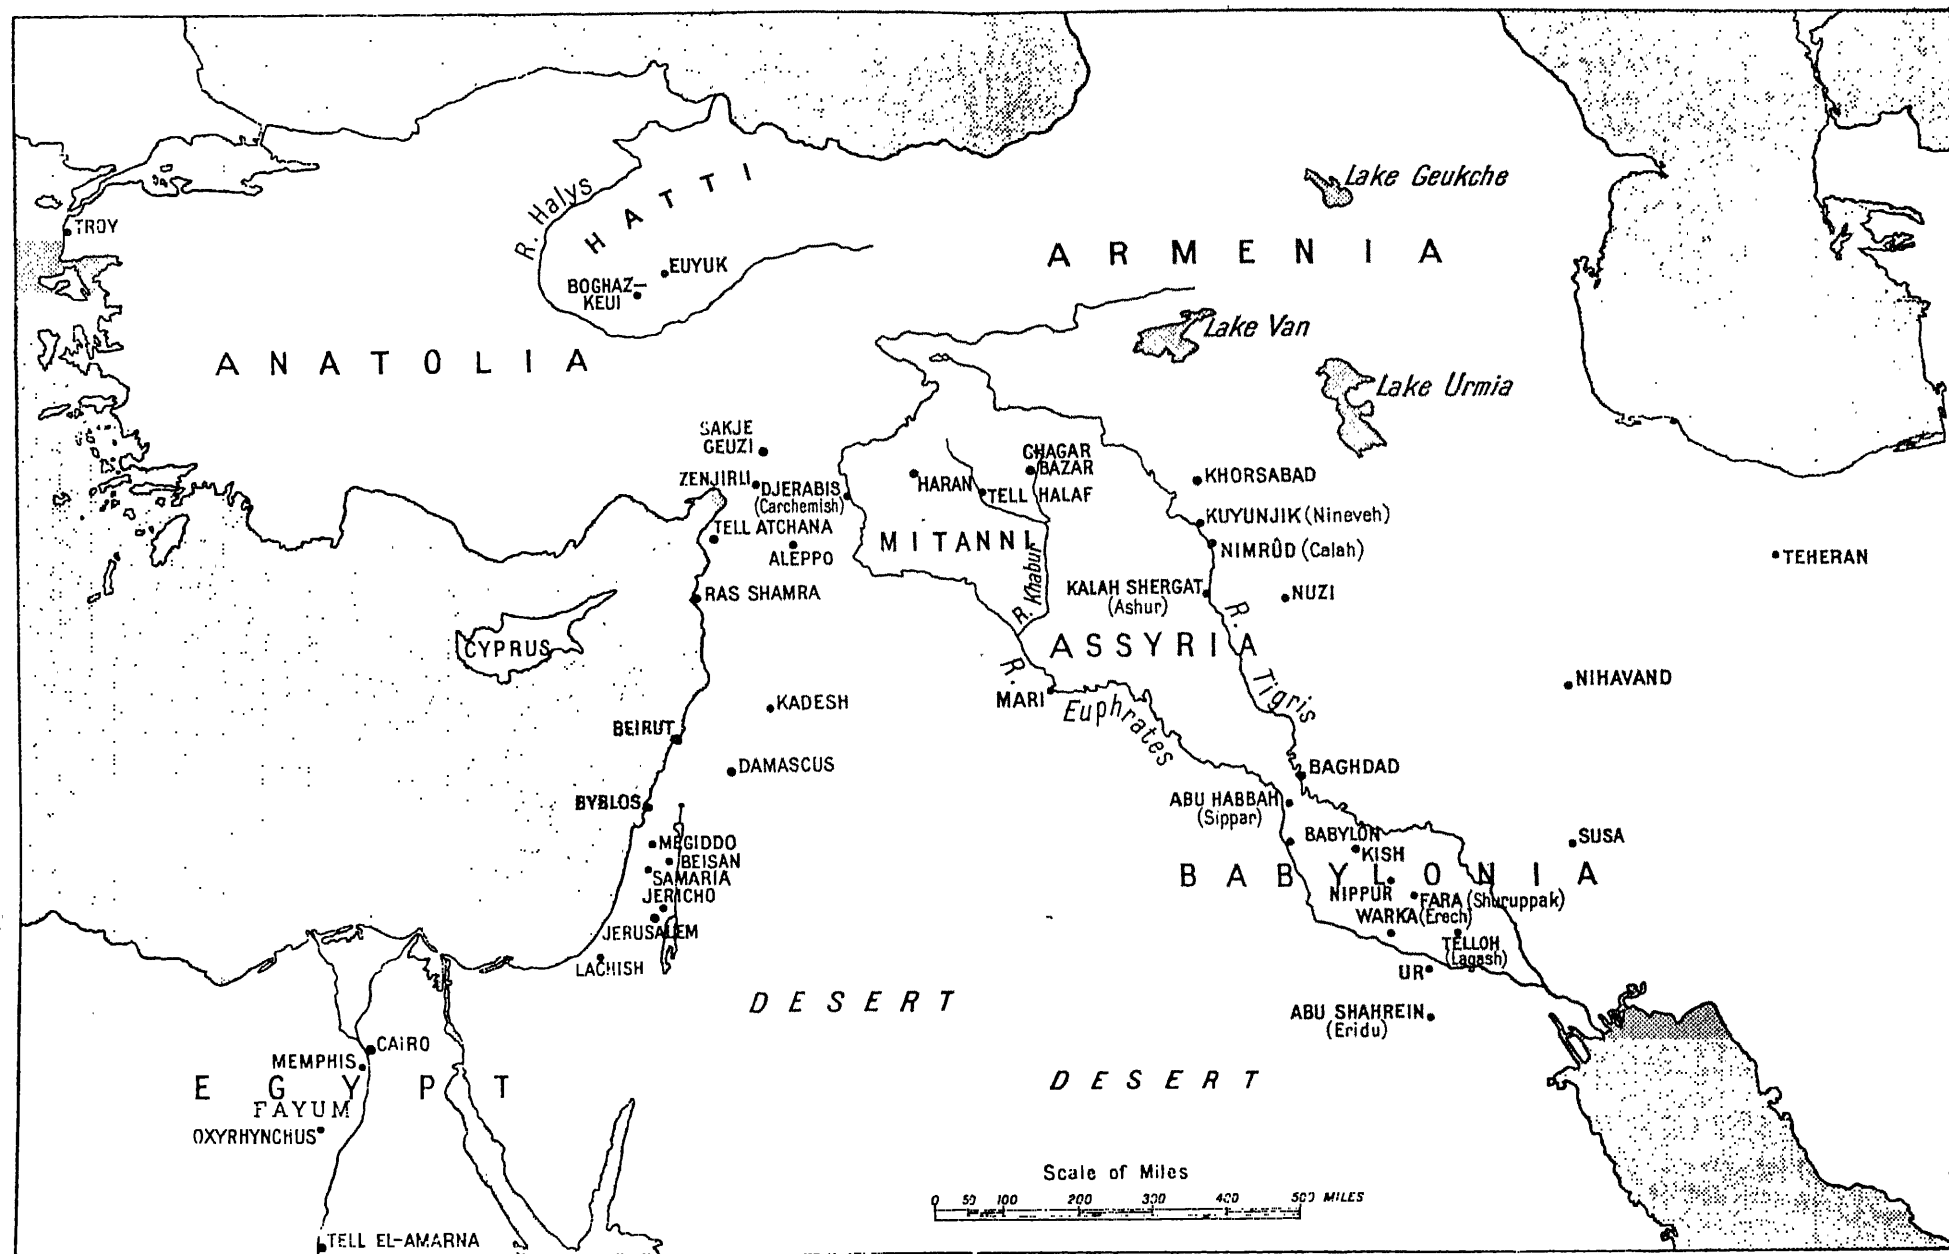 Lake Geukche
R. Halys
HATTI
TROY
ARMENIA
EUYUK
BOGHAZ-
KEUI
Lake Van
ANATOLIA
Lake Urmia
SAKJE
GEUZI
CHAGAR
BAZAR
KHORSABAD
ZENJIRLI
DJERABIS
(Carchemish)
HARAN
TELL HALAF
KUYUNJIK (Nineveh)
TELL ATCHANA
MITANNI
NIMRÛD (Calah)
ALEPPO
TEHERAN
R. Khabur
KALAH SHERGAT
(Ashur)
NUZI
RAS SHAMRA
CYPRUS
ASSYRIA
R. Tigris
NIHAVAND
MARI
R. Euphrates
KADESH
BEIRUT
DAMASCUS
BAGHDAD
BYBLOS
ABU HABBAH
(Sippar)
MEGIDDO
BABYLON
SUSA
BEISAN
KISH
SAMARIA
BABYLONIA
JERICHO
NIPPUR
FARA (Shuruppak)
WARKA (Erech)
JERUSALEM
TELLOH
(Lagash)
LACHISH
UR
DESERT
ABU SHAHREIN
(Eridu)
CAIRO
MEMPHIS
EGYPT
DESERT
FAYUM
OXYRHYNCHUS
Scale of Miles
0 50 100 200 300 400 500 MILES
TELL EL-AMARNA